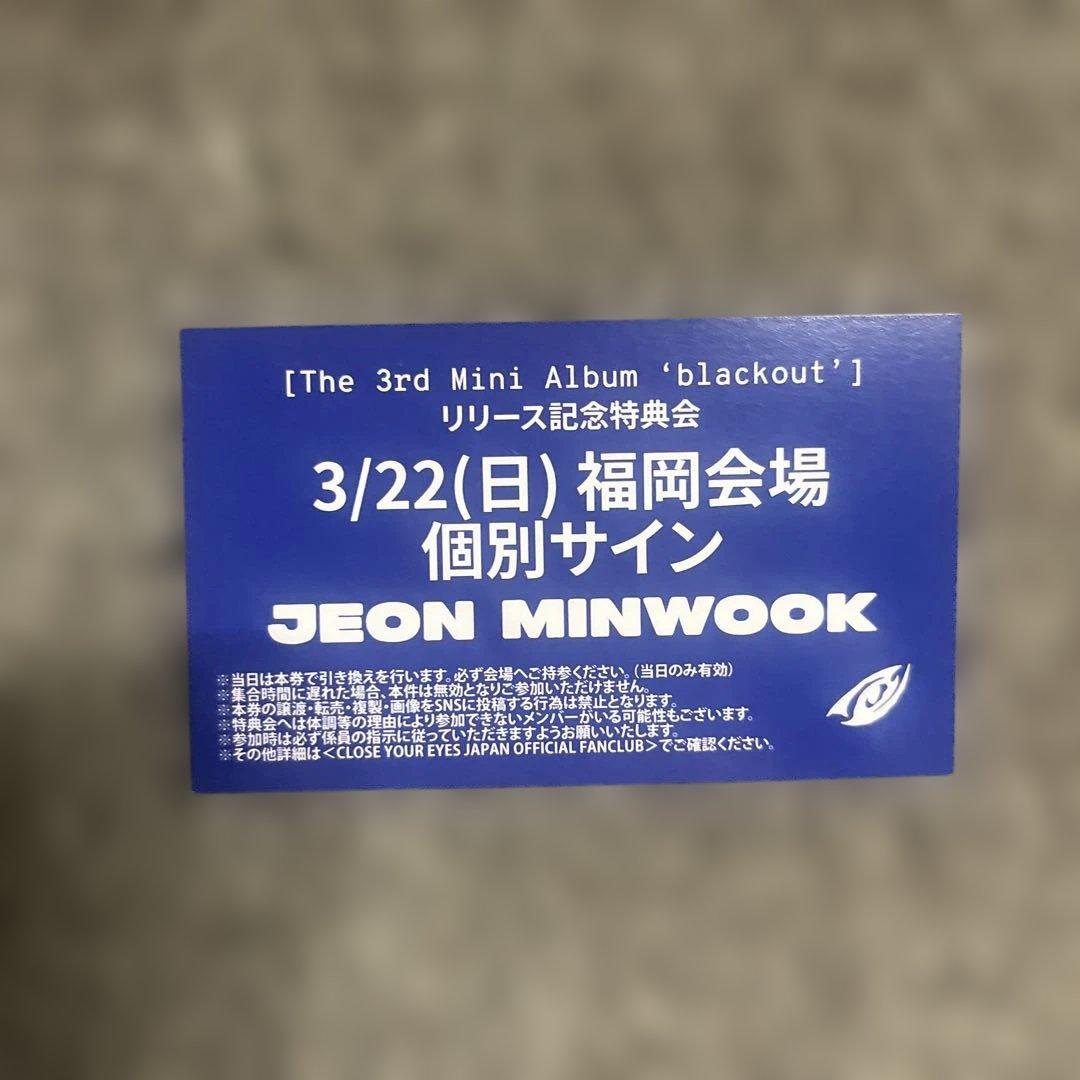 [The 3rd Mini Album ‘blackout’]
リリース記念特典会
3/22(日) 福岡会場
個別サイン
JEON MINWOOK
※当日は本券で引き換えを行います。必ず会場へご持参ください。(当日のみ有効)
※集合時間に遅れた場合、本件は無効となりご参加いただけません。
※本券の譲渡・転売・複製・画像をSNSに投稿する行為は禁止となります。
※特典会へは体調等の理由により参加できないメンバーがいる可能性もございます。
※参加時は必ず係員の指示に従っていただきますようお願いいたします。
※その他詳細は<CLOSE YOUR EYES JAPAN OFFICIAL FANCLUB>でご確認ください。